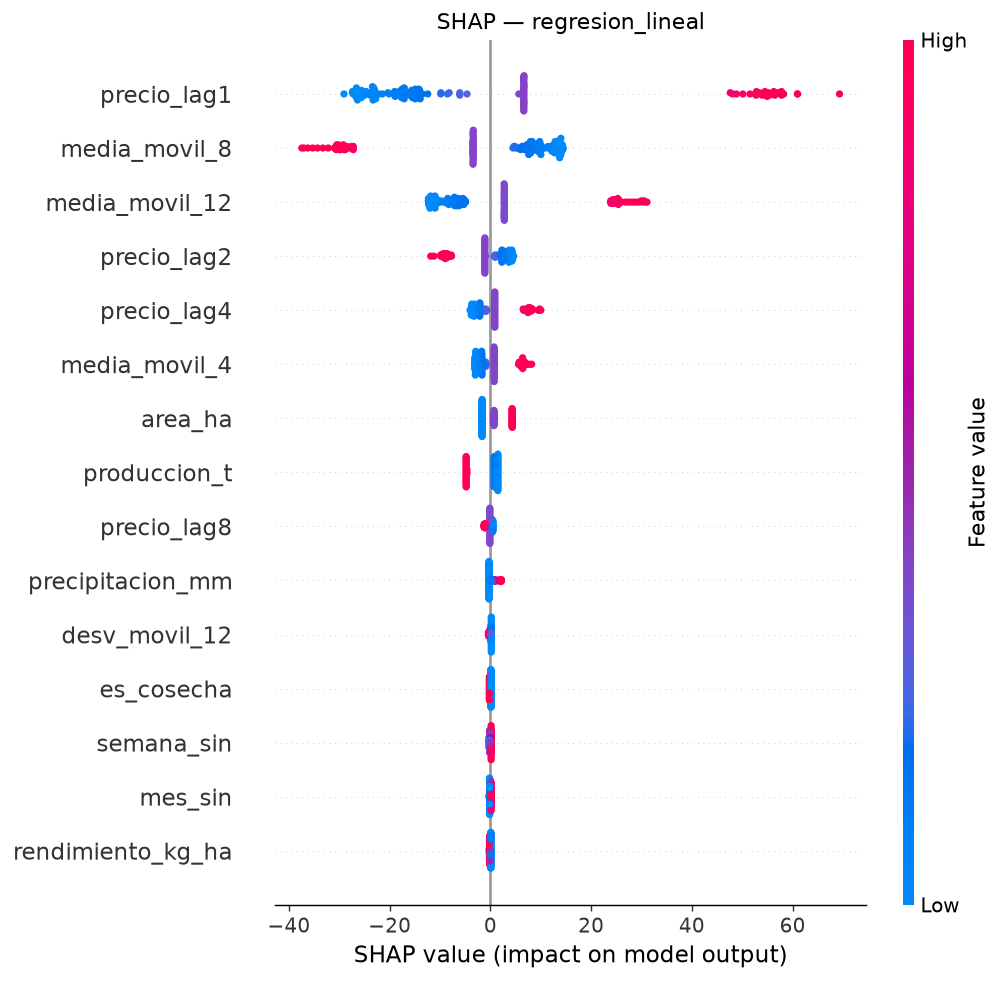 SHAP — regresion_lineal
High
precio_lag1
media_movil_8
media_movil_12
precio_lag2
precio_lag4
media_movil_4
area_ha
produccion_t
precio_lag8
precipitacion_mm
desv_movil_12
es_cosecha
semana_sin
mes_sin
rendimiento_kg_ha
Feature value
Low
−40 −20 0 20 40 60
SHAP value (impact on model output)